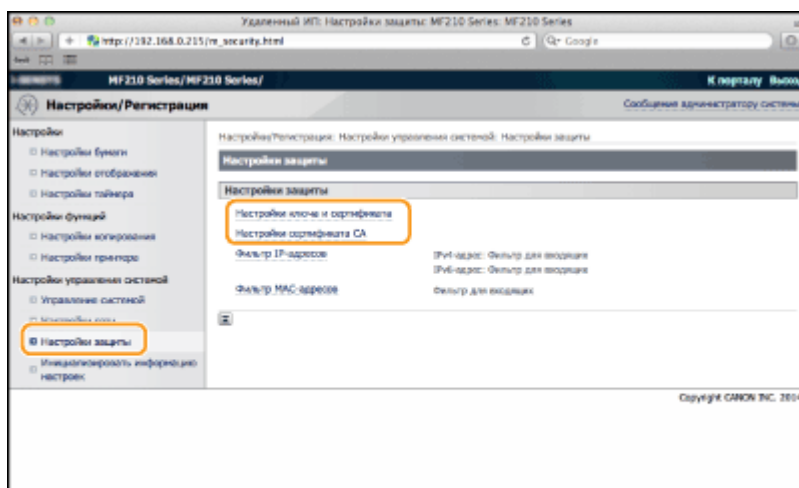 Удаленный ИП: Настройки защиты: MF210 Series: MF210 Series
http://192.168.0.215/m_security.html
Google
MF210 Series/MF210 Series/
К порталу
Настройки/Регистрация
Сообщение администратору системы
Настройки
Настройки бумаги
Настройки отображения
Настройки таймера
Настройки функций
Настройки копирования
Настройки принтера
Настройки управления системой
Управление системой
Настройки сети
Настройки защиты
Инициализировать информацию
настроек
Настройки/Регистрация: Настройки управления системой: Настройки защиты
Настройки защиты
Настройки защиты
Настройки ключа и сертификата
Настройки сертификата CA
Фильтр IP-адресов
IPv4-адрес: Фильтр для входящих
IPv6-адрес: Фильтр для входящих
Фильтр MAC-адресов
Фильтр для входящих
Copyright CANON INC. 2014